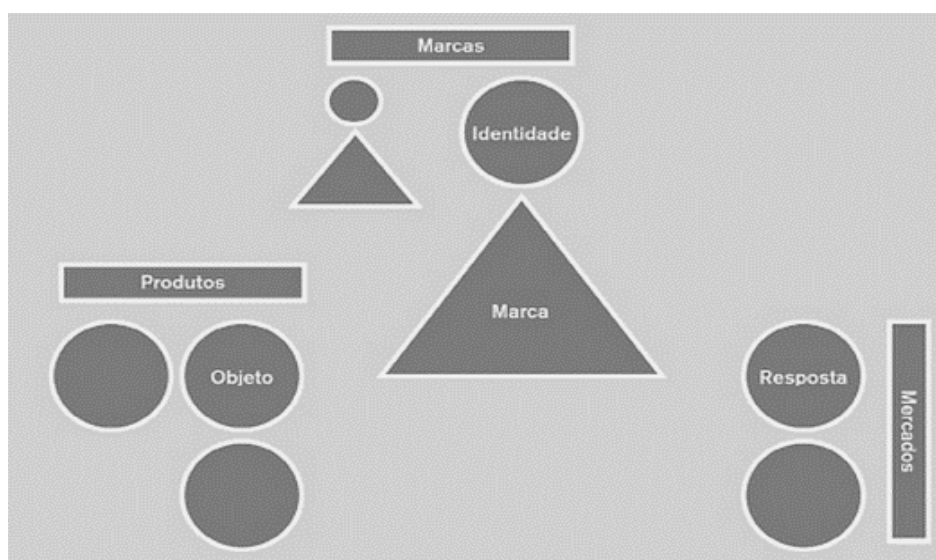 Marcas
Identidade
Marca
Produtos
Objeto
Resposta
Mercados